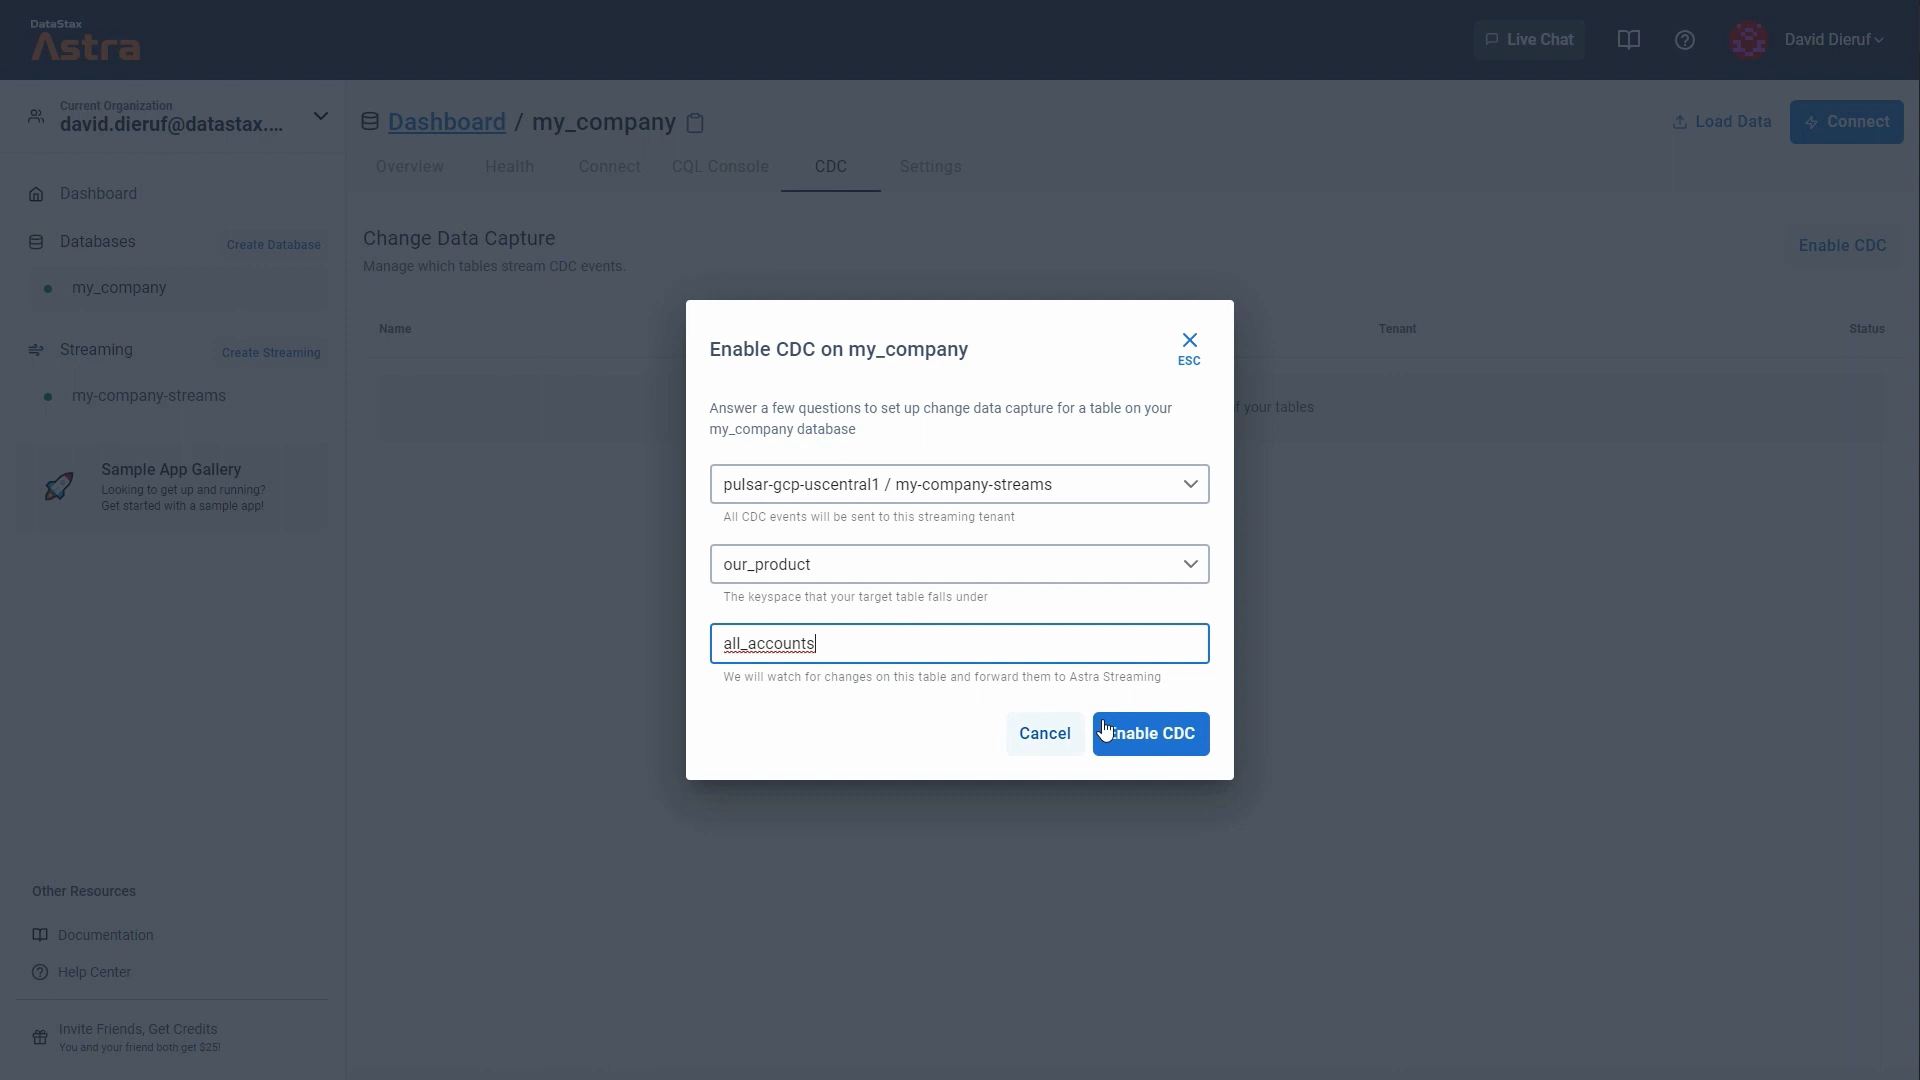 DataStax
Astra
Live Chat
David Dieruf
Current Organization
david.dieruf@datastax....
Dashboard / my_company
Load Data
Connect
Overview
Health
Connect
CQL Console
CDC
Settings
Dashboard
Databases
Create Database
my_company
Streaming
Create Streaming
my-company-streams
Sample App Gallery
Looking to get up and running?
Get started with a sample app!
Change Data Capture
Manage which tables stream CDC events.
Enable CDC
Name
Tenant
Status
of your tables
Enable CDC on my_company
ESC
Answer a few questions to set up change data capture for a table on your
my_company database
pulsar-gcp-uscentral1 / my-company-streams
All CDC events will be sent to this streaming tenant
our_product
The keyspace that your target table falls under
all_accounts
We will watch for changes on this table and forward them to Astra Streaming
Cancel
Enable CDC
Other Resources
Documentation
Help Center
Invite Friends, Get Credits
You and your friend both get $25!